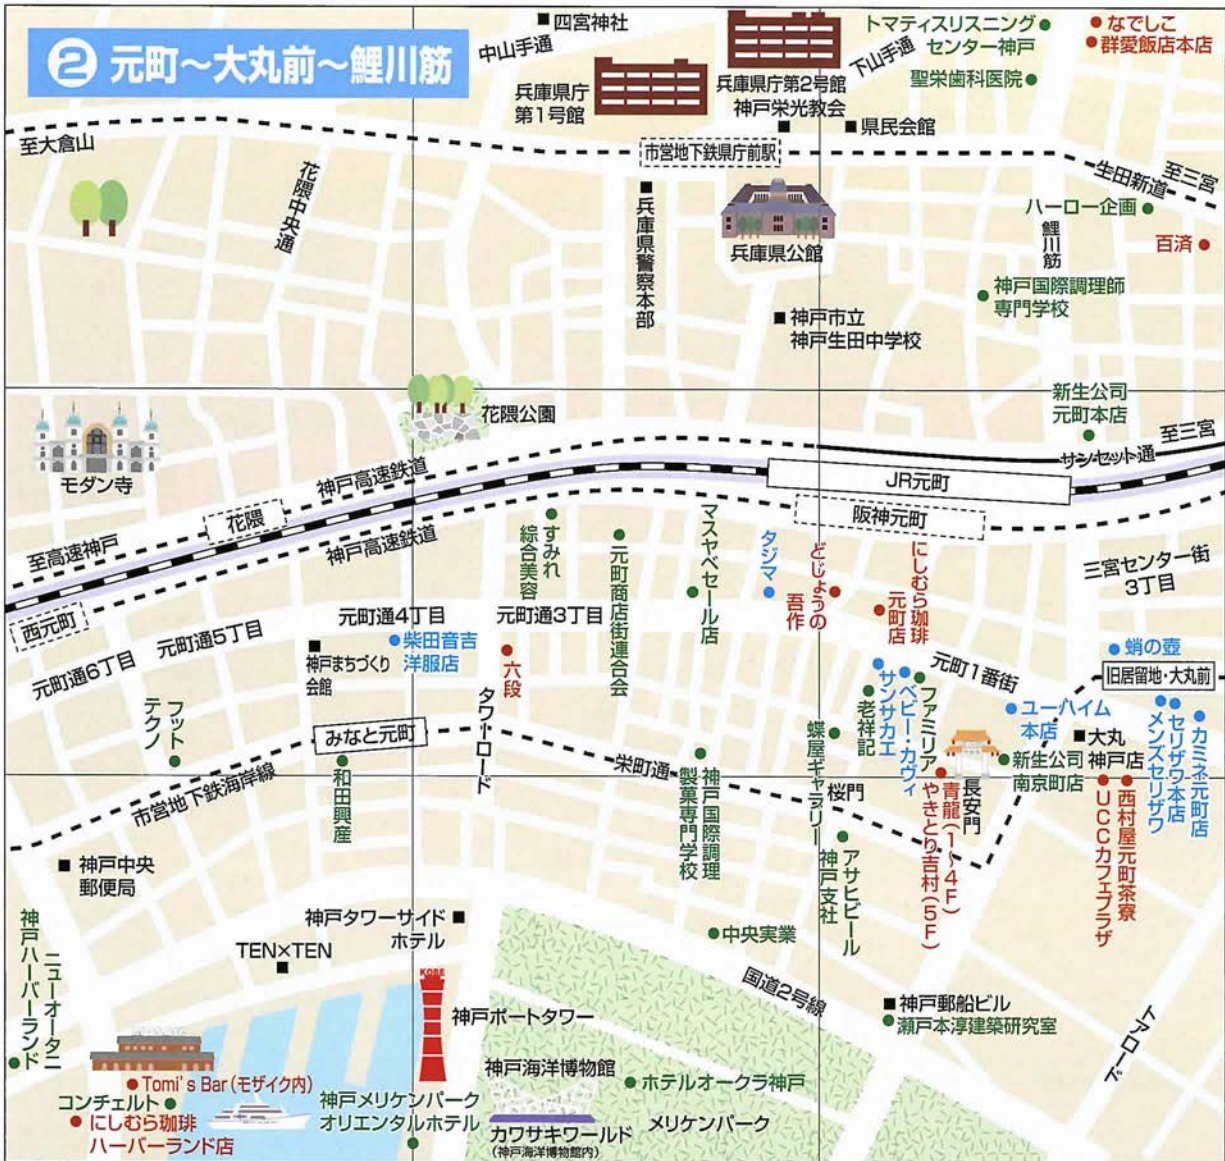 ② 元町〜大丸前〜鯉川筋
四宮神社
中山手通
兵庫県庁
第1号館
兵庫県庁第2号館
神戸栄光教会
下山手通
県民会館
トマティスリスニング
センター神戸
聖栄歯科医院
なでしこ
群愛飯店本店
至大倉山
花隈中央通
市営地下鉄県庁前駅
兵庫県警察本部
兵庫県公館
神戸市立
神戸生田中学校
生田新道
至三宮
ハーロー企画
鯉川筋
百済
神戸国際調理師
専門学校
新生公司
元町本店
花隈公園
モダン寺
神戸高速鉄道
花隈
至高速神戸
神戸高速鉄道
西元町
JR元町
阪神元町
サンセット通
至三宮
三宮センター街
3丁目
すみれ
綜合美容
元町商店街連合会
マスヤベセール店
タジマ
どじょうの
吾作
にしむら珈琲
元町店
元町通6丁目
元町通5丁目
元町通4丁目
元町通3丁目
神戸まちづくり
会館
柴田音吉
洋服店
六段
元町1番街
蛸の壺
旧居留地・大丸前
フット
テクノ
みなと元町
和田興産
タワーロード
栄町通
市営地下鉄海岸線
神戸国際調理
製菓専門学校
蝶屋ギャラリー
老祥記
サンサカエ
ベビー・カヴィ
ファミリア
ユーハイム
本店
大丸
神戸店
新生公司
南京町店
長安門
桜門
カミネ元町店
セリザワ本店
メンズセリザワ
西村屋元町茶寮
UCCカフェプラザ
青龍(1〜4F)
やきとり吉村(5F)
アサヒビール
神戸支社
神戸中央
郵便局
神戸タワーサイド
ホテル
TEN×TEN
中央実業
国道2号線
神戸郵船ビル
瀬戸本淳建築研究室
トアロード
ニューオータニ
神戸ハーバーランド
KOBE
神戸ポートタワー
神戸海洋博物館
ホテルオークラ神戸
Tomi's Bar(モザイク内)
コンチェルト
にしむら珈琲
ハーバーランド店
神戸メリケンパーク
オリエンタルホテル
カワサキワールド
(神戸海洋博物館内)
メリケンパーク